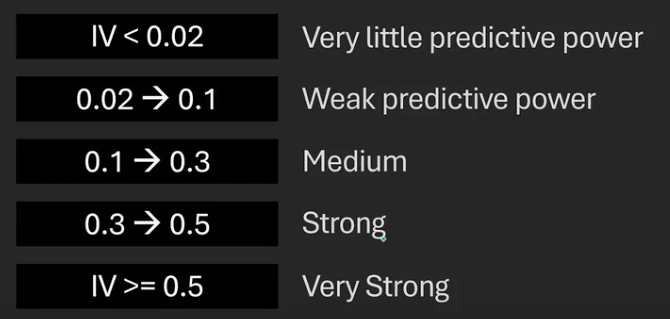 IV < 0.02 Very little predictive power
0.02 → 0.1 Weak predictive power
0.1 → 0.3 Medium
0.3 → 0.5 Strong
IV >= 0.5 Very Strong